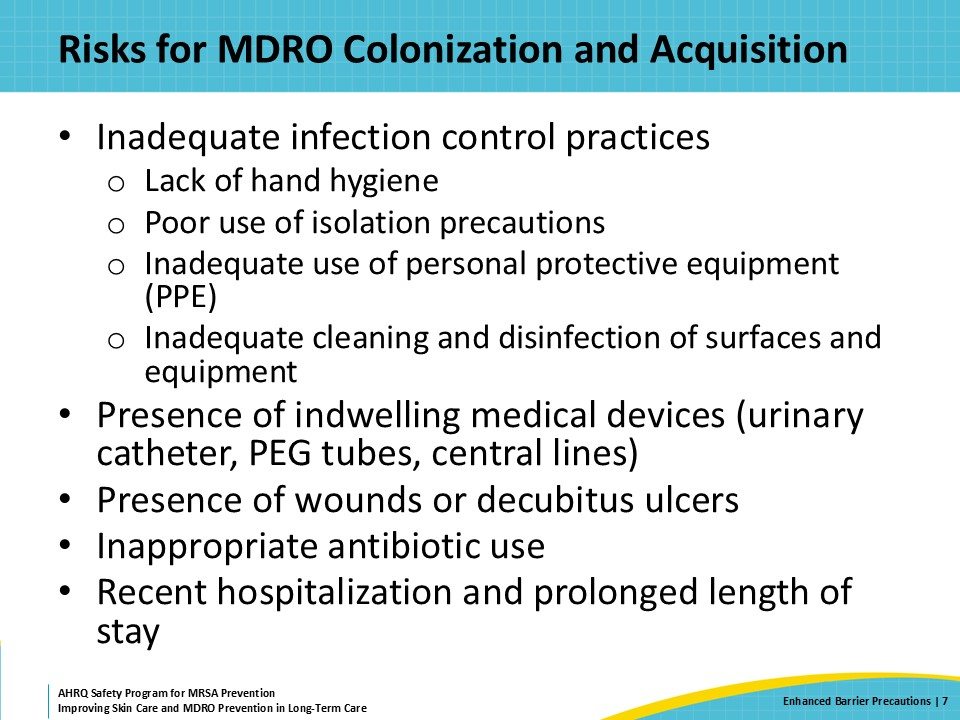 Risks for MDRO Colonization and Acquisition
• Inadequate infection control practices
o Lack of hand hygiene
o Poor use of isolation precautions
o Inadequate use of personal protective equipment
(PPE)
o Inadequate cleaning and disinfection of surfaces and
equipment
• Presence of indwelling medical devices (urinary
catheter, PEG tubes, central lines)
• Presence of wounds or decubitus ulcers
• Inappropriate antibiotic use
• Recent hospitalization and prolonged length of
stay
AHRQ Safety Program for MRSA Prevention
Improving Skin Care and MDRO Prevention in Long-Term Care
Enhanced Barrier Precautions | 7